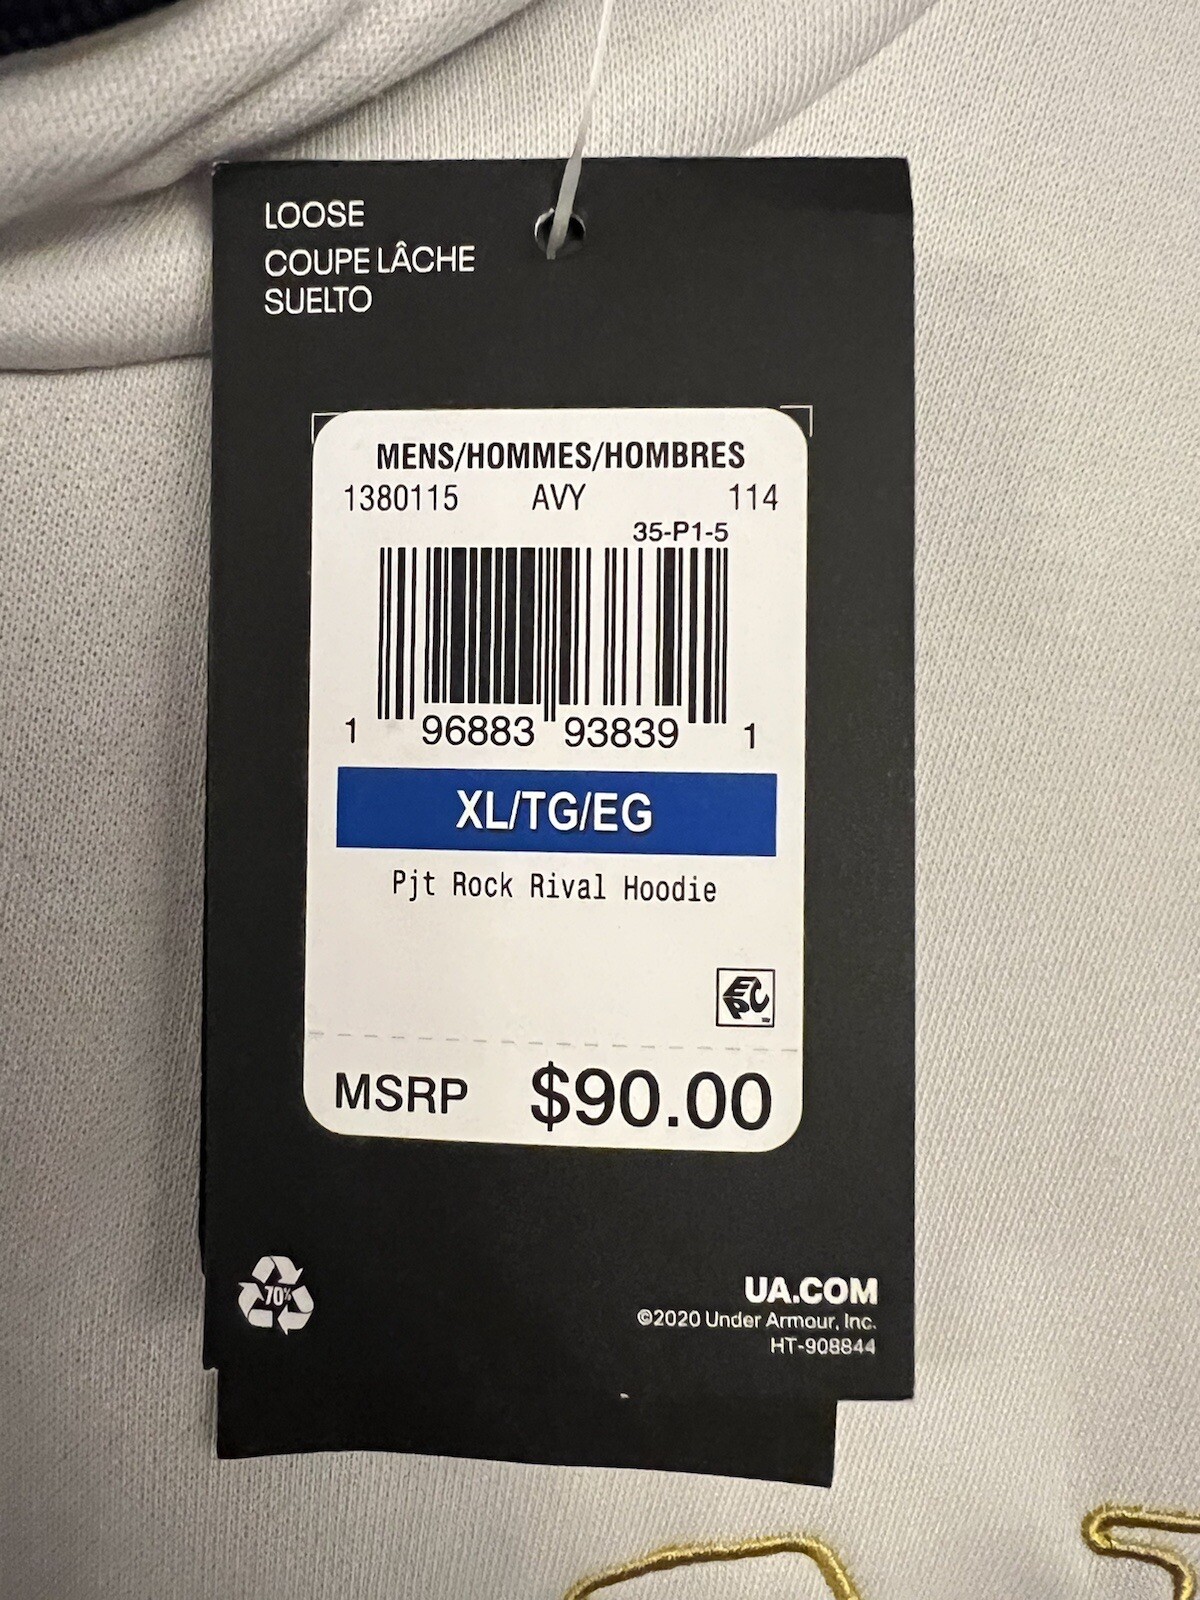 LOOSE
COUPE LÂCHE
SUELTO
MENS/HOMMES/HOMBRES
1380115 AVY 114
35-P1-5
1 96883 93839 1
XL/TG/EG
Pjt Rock Rival Hoodie
EPC
MSRP $90.00
70%
UA.COM
©2020 Under Armour, Inc.
HT-908844